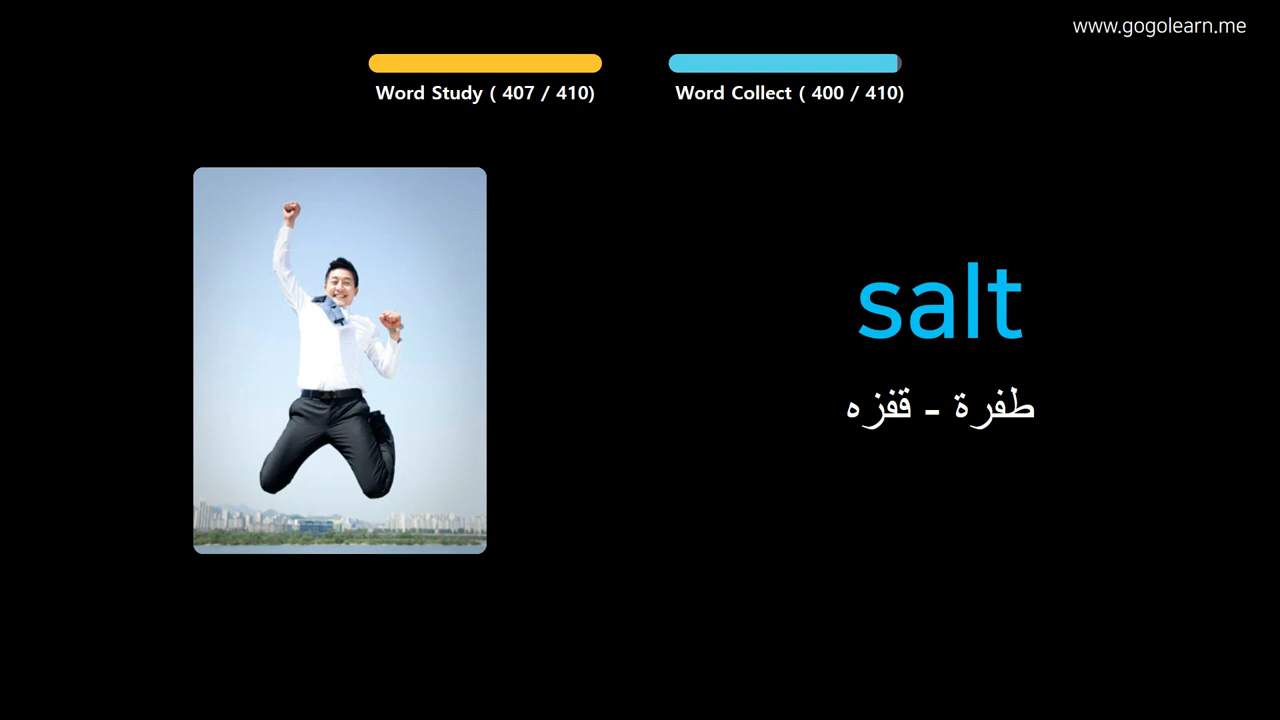 www.gogolearn.me
Word Study ( 407 / 410)
Word Collect ( 400 / 410)
salt
طفرة - قفزه